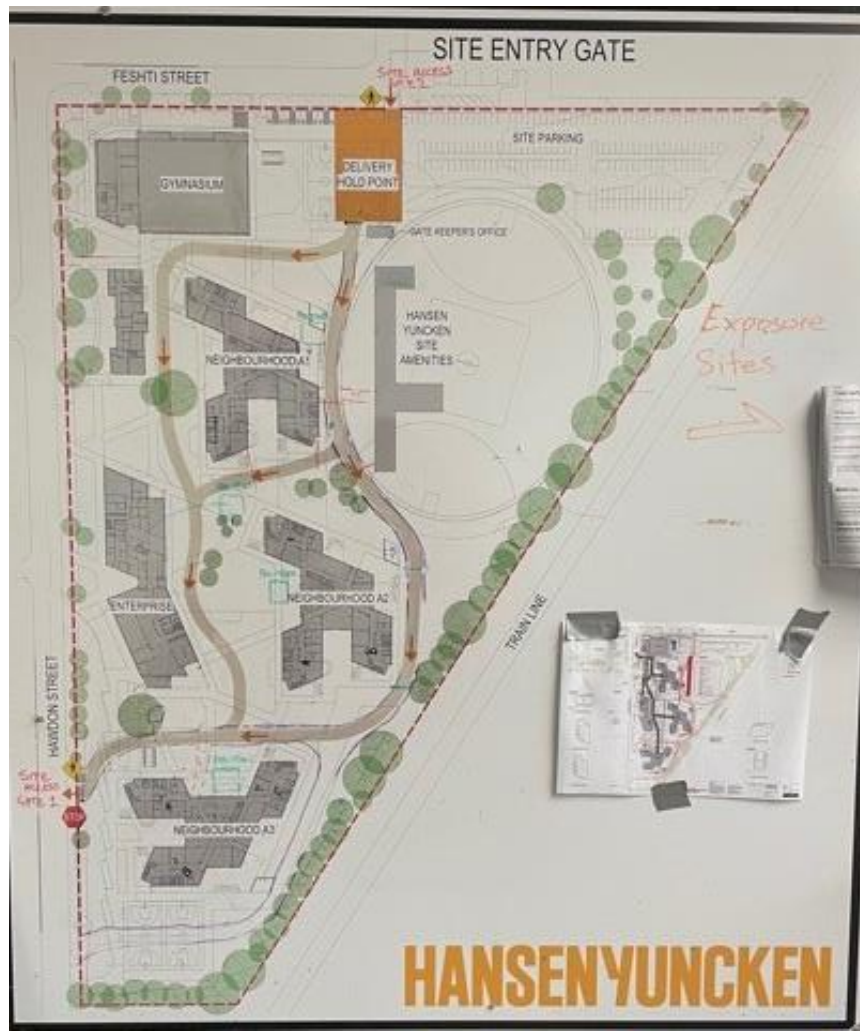 SITE ENTRY GATE
FESHTI STREET
SITE ACCESS
GATE 2
SITE PARKING
GYMNASIUM
DELIVERY
HOLD POINT
GATE KEEPER'S OFFICE
HANSEN
YUNCKEN
SITE
AMENITIES
Exposure
Sites
NEIGHBOURHOOD A1
ENTERPRISE
NEIGHBOURHOOD A2
TRAIN LINE
HAWDON STREET
SITE
ACCESS
GATE 1
STOP
NEIGHBOURHOOD A3
HANSENYUNCKEN